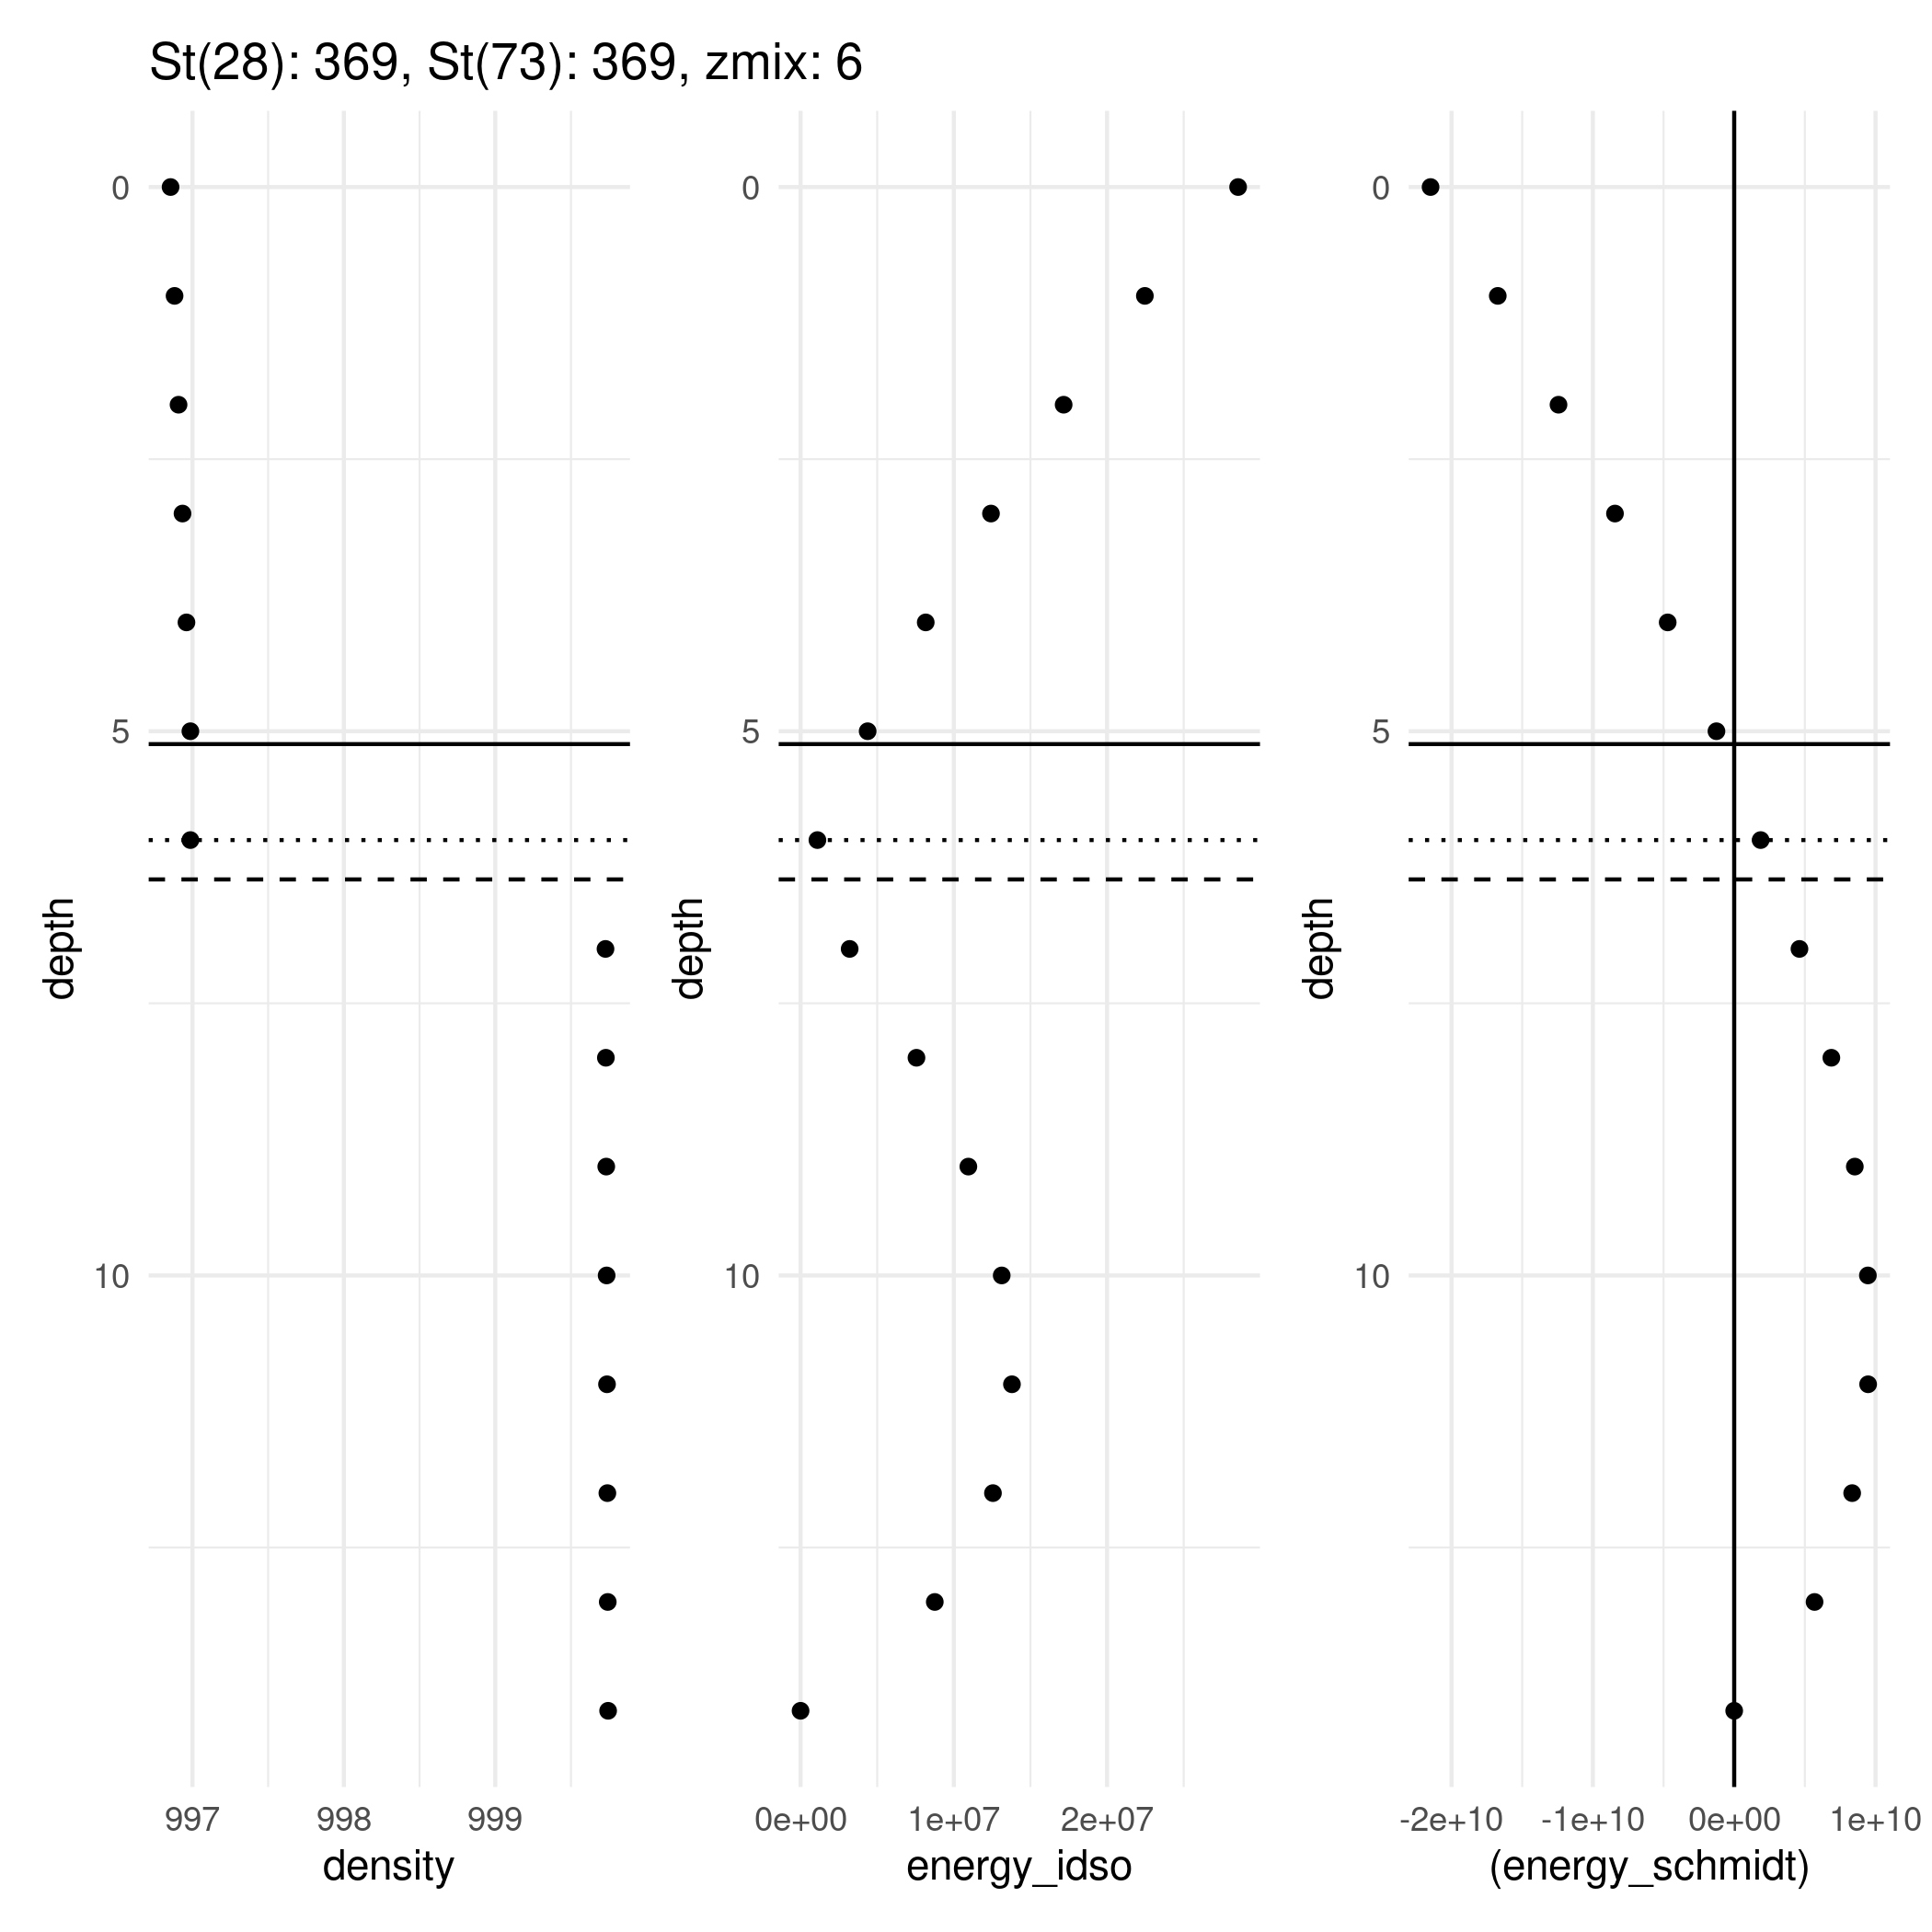 St(28): 369, St(73): 369, zmix: 6
0
5
10
depth
997 998 999
density
0
5
10
depth
0e+00 1e+07 2e+07
energy_idso
0
5
10
depth
-2e+10 -1e+10 0e+00 1e+10
(energy_schmidt)